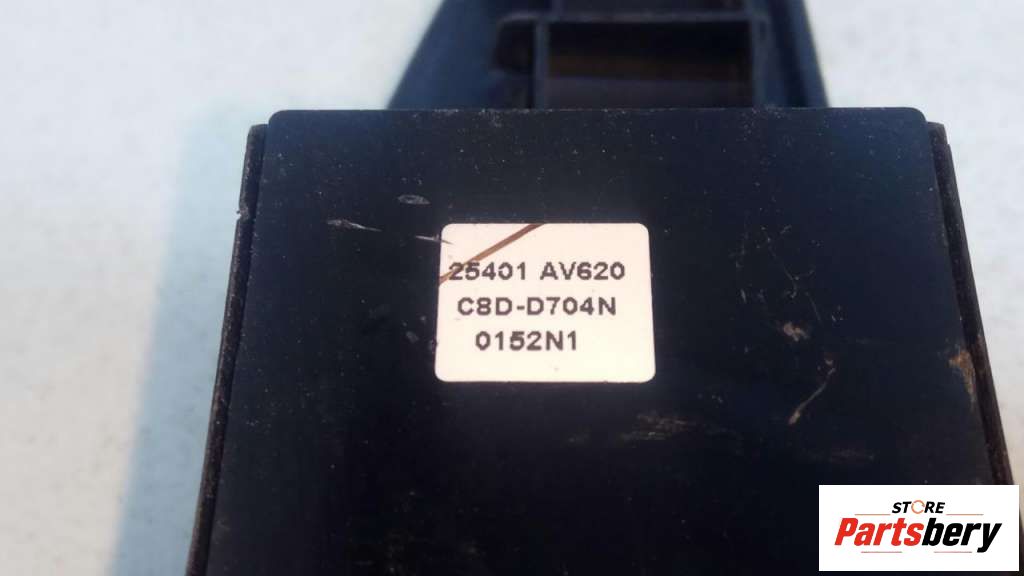 25401 AV620
C8D-D704N
0152N1
STORE
Partsbery